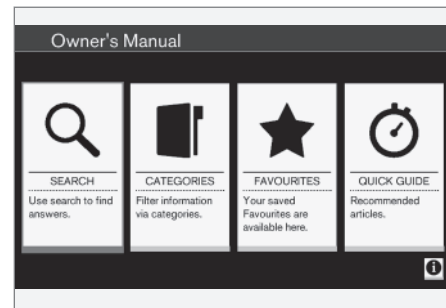 Owner's Manual
SEARCH
Use search to find
answers.
CATEGORIES
Filter information
via categories.
FAVOURITES
Your saved
Favourites are
available here.
QUICK GUIDE
Recommended
articles.
i